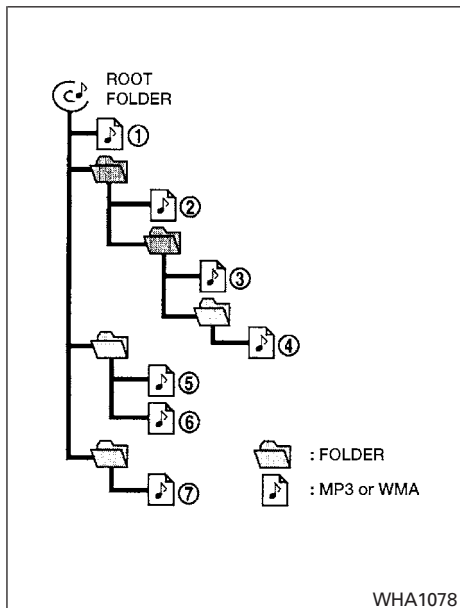 ROOT
FOLDER
①
②
③
④
⑤
⑥
⑦
: FOLDER
: MP3 or WMA
WHA1078